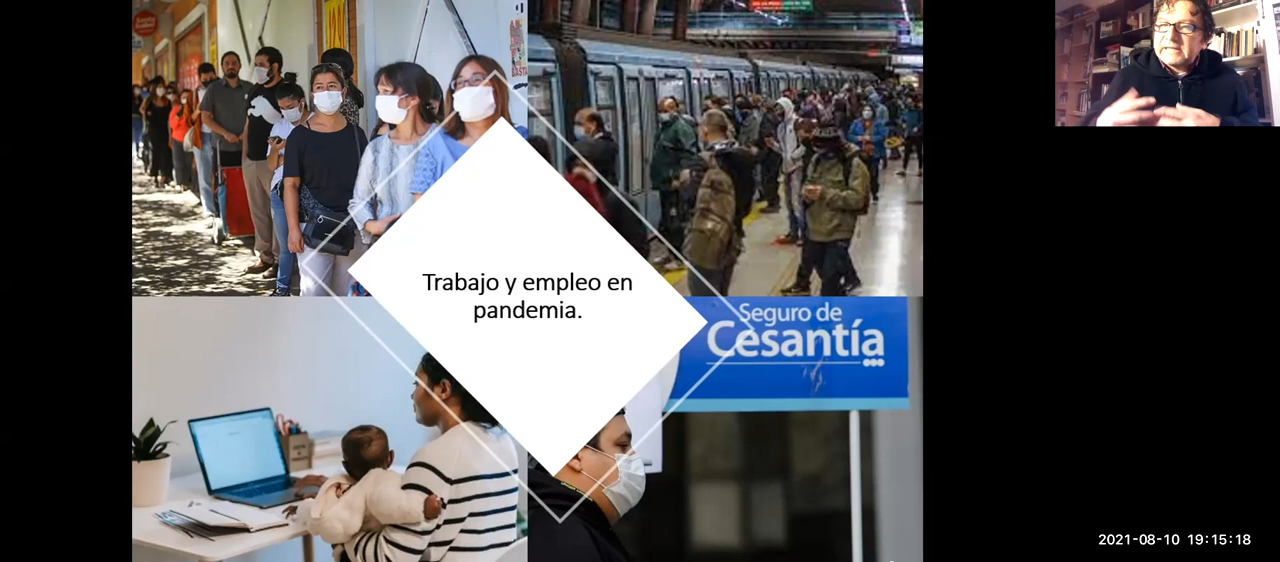 Trabajo y empleo en
pandemia.
Seguro de
Cesantía
2021-08-10 19:15:18